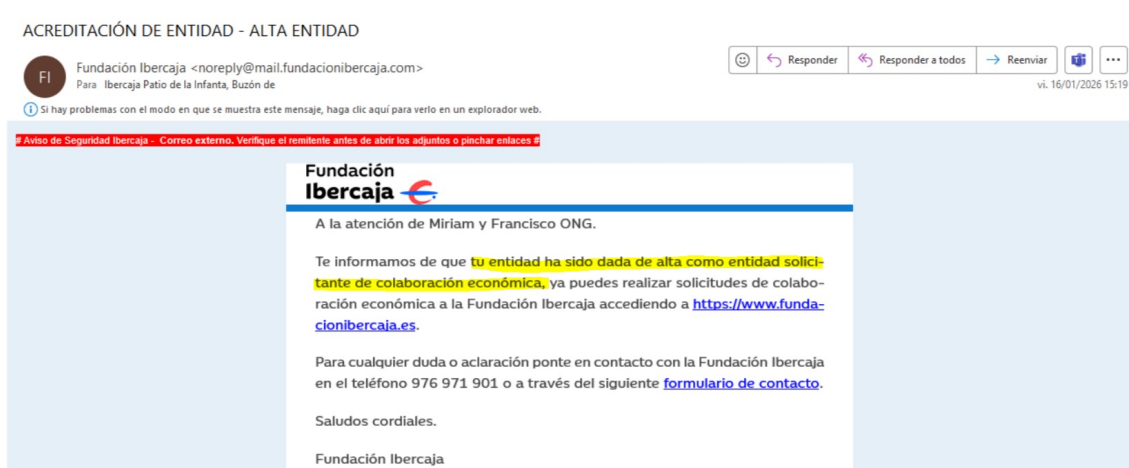 ACREDITACIÓN DE ENTIDAD - ALTA ENTIDAD
FI
Fundación Ibercaja <noreply@mail.fundacionibercaja.com>
Para Ibercaja Patio de la Infanta, Buzón de
Responder
Responder a todos
Reenviar
vi. 16/01/2026 15:19
Si hay problemas con el modo en que se muestra este mensaje, haga clic aquí para verlo en un explorador web.
# Aviso de Seguridad Ibercaja - Correo externo. Verifique el remitente antes de abrir los adjuntos o pinchar enlaces #
Fundación
Ibercaja
A la atención de Miriam y Francisco ONG.
Te informamos de que tu entidad ha sido dada de alta como entidad solici-
tante de colaboración económica, ya puedes realizar solicitudes de colabo-
ración económica a la Fundación Ibercaja accediendo a https://www.funda-
cionibercaja.es.
Para cualquier duda o aclaración ponte en contacto con la Fundación Ibercaja
en el teléfono 976 971 901 o a través del siguiente formulario de contacto.
Saludos cordiales.
Fundación Ibercaja